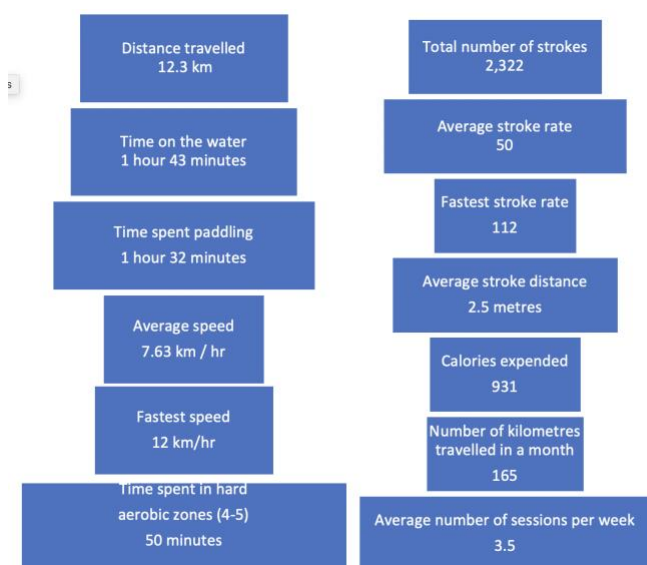 s
Distance travelled
12.3 km
Time on the water
1 hour 43 minutes
Time spent paddling
1 hour 32 minutes
Average speed
7.63 km / hr
Fastest speed
12 km/hr
Time spent in hard
aerobic zones (4-5)
50 minutes
Total number of strokes
2,322
Average stroke rate
50
Fastest stroke rate
112
Average stroke distance
2.5 metres
Calories expended
931
Number of kilometres
travelled in a month
165
Average number of sessions per week
3.5